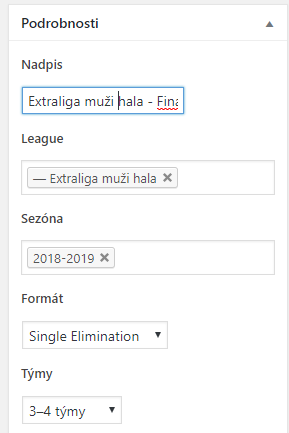 Podrobnosti
Nadpis
Extraliga muži hala - Fina
League
— Extraliga muži hala
Sezóna
2018-2019
Formát
Single Elimination
Týmy
3–4 týmy